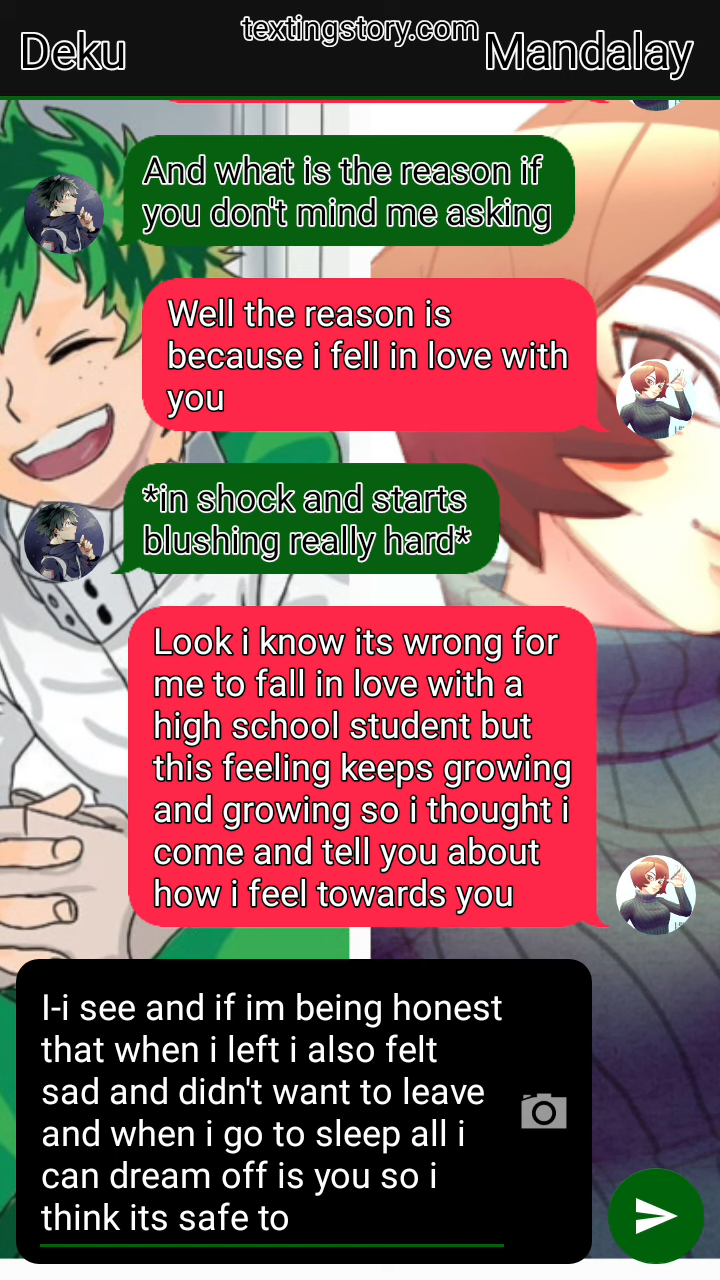 textingstory.com
Deku
Mandalay
And what is the reason if
you don't mind me asking
Well the reason is
because i fell in love with
you
*in shock and starts
blushing really hard*
Look i know its wrong for
me to fall in love with a
high school student but
this feeling keeps growing
and growing so i thought i
come and tell you about
how i feel towards you
I-i see and if im being honest
that when i left i also felt
sad and didn't want to leave
and when i go to sleep all i
can dream off is you so i
think its safe to